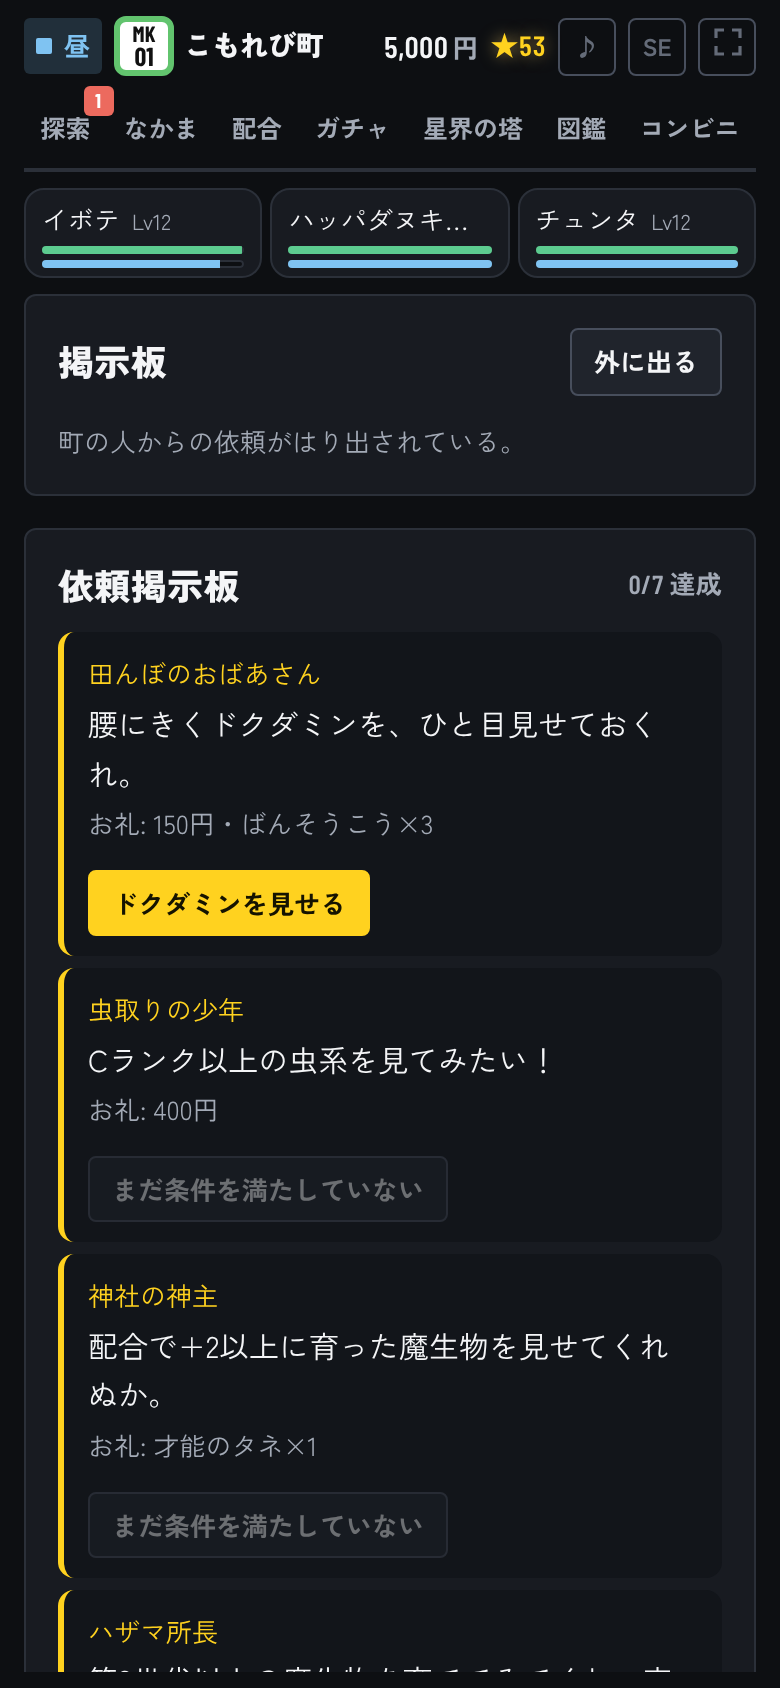 昼 MK 01 こもれび町 5,000 円 ★53 ♪ SE
探索 1 なかま 配合 ガチャ 星界の塔 図鑑 コンビニ
イボテ Lv12 ハッパダヌキ... チュンタ Lv12
掲示板 外に出る
町の人からの依頼がはり出されている。
依頼掲示板 0/7 達成
田んぼのおばあさん
腰にきくドクダミンを、ひと目見せておく
れ。
お礼: 150円・ばんそうこう×3
ドクダミンを見せる
虫取りの少年
Cランク以上の虫系を見てみたい！
お礼: 400円
まだ条件を満たしていない
神社の神主
配合で＋2以上に育った魔生物を見せてくれ
ぬか。
お礼: 才能のタネ×1
まだ条件を満たしていない
ハザマ所長